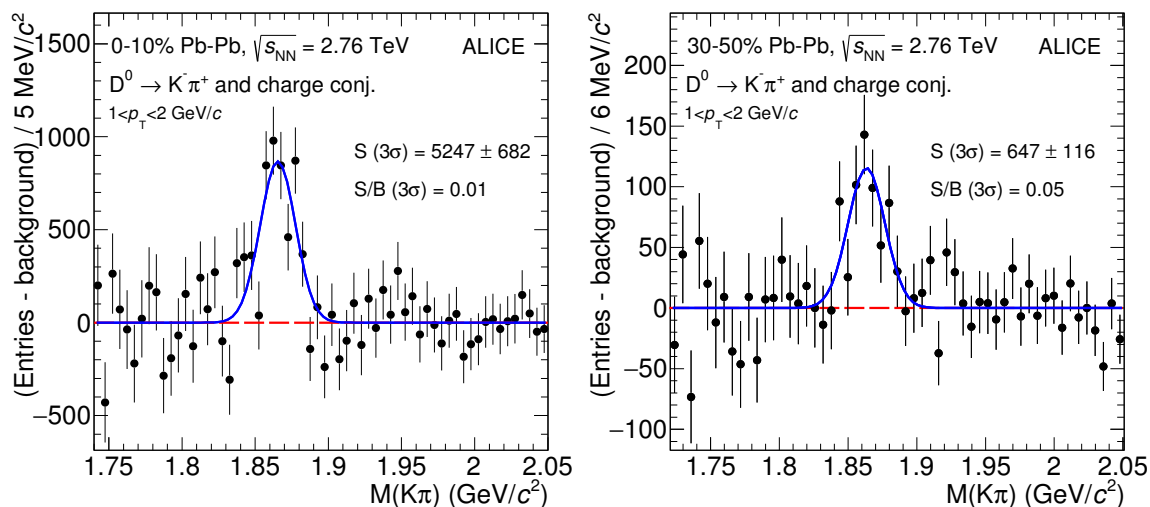 0-10% Pb-Pb, √s_NN = 2.76 TeV ALICE
D⁰ → K⁻π⁺ and charge conj.
1<p_T<2 GeV/c
S (3σ) = 5247 ± 682
S/B (3σ) = 0.01
(Entries - background) / 5 MeV/c²
1500
1000
500
0
−500
1.75 1.8 1.85 1.9 1.95 2 2.05
M(Kπ) (GeV/c²)
30-50% Pb-Pb, √s_NN = 2.76 TeV ALICE
D⁰ → K⁻π⁺ and charge conj.
1<p_T<2 GeV/c
S (3σ) = 647 ± 116
S/B (3σ) = 0.05
(Entries - background) / 6 MeV/c²
200
150
100
50
0
−50
−100
1.75 1.8 1.85 1.9 1.95 2 2.05
M(Kπ) (GeV/c²)